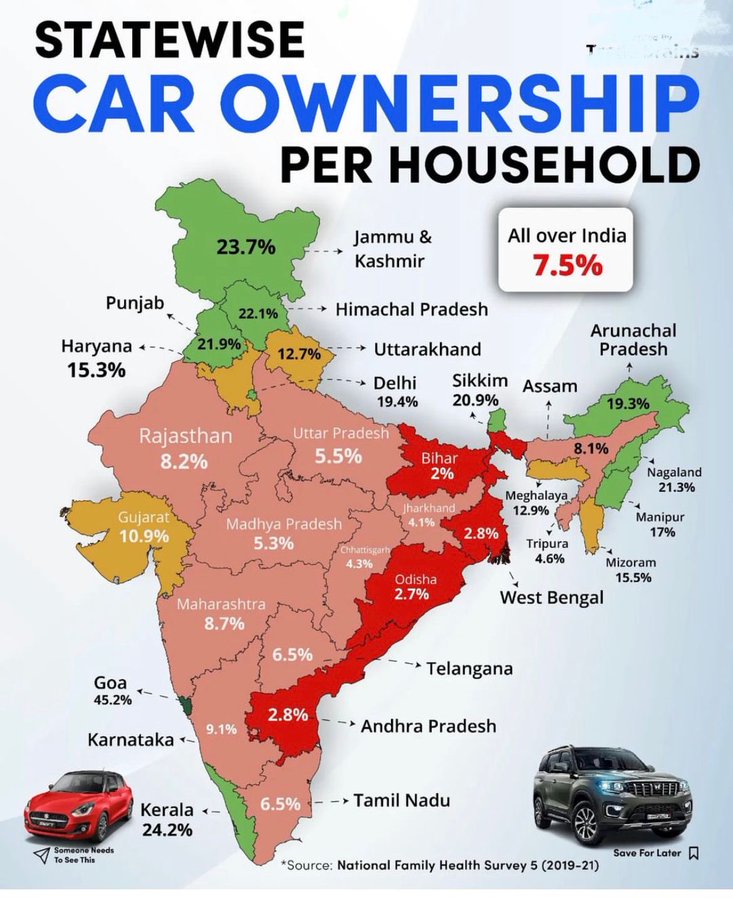 STATEWISE
CAR OWNERSHIP
PER HOUSEHOLD
All over India
7.5%
23.7%
Jammu &
Kashmir
22.1%
Himachal Pradesh
Punjab
21.9%
Haryana
15.3%
12.7%
Uttarakhand
Delhi
19.4%
Sikkim
20.9%
Assam
8.1%
Arunachal
Pradesh
19.3%
Nagaland
21.3%
Manipur
17%
Mizoram
15.5%
Tripura
4.6%
Meghalaya
12.9%
Rajasthan
8.2%
Uttar Pradesh
5.5%
Bihar
2%
Jharkhand
4.1%
2.8%
West Bengal
Gujarat
10.9%
Madhya Pradesh
5.3%
Chhattisgarh
4.3%
Odisha
2.7%
Maharashtra
8.7%
6.5%
Telangana
Goa
45.2%
Karnataka
9.1%
2.8%
Andhra Pradesh
Kerala
24.2%
6.5%
Tamil Nadu
Someone Needs
To See This
Save For Later
*Source: National Family Health Survey 5 (2019-21)